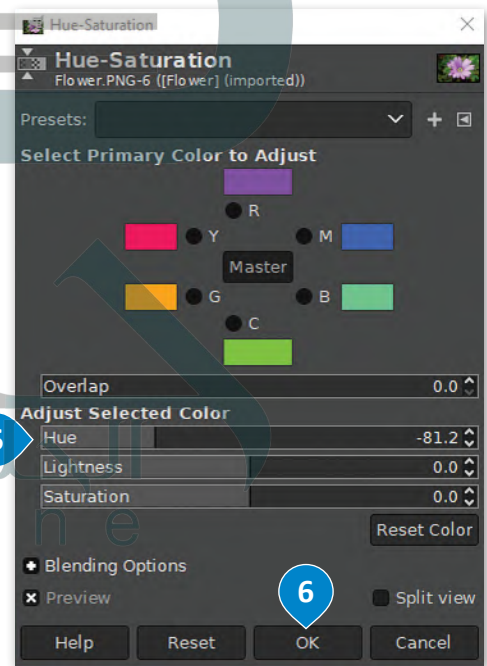 Hue-Saturation
Hue-Saturation
Flower.PNG-6 ([Flower] (imported))
Presets:
Select Primary Color to Adjust
R
Y M
Master
G B
C
Overlap 0.0
Adjust Selected Color
Hue -81.2
Lightness 0.0
Saturation 0.0
Reset Color
Blending Options
6
Preview Split view
Help Reset OK Cancel